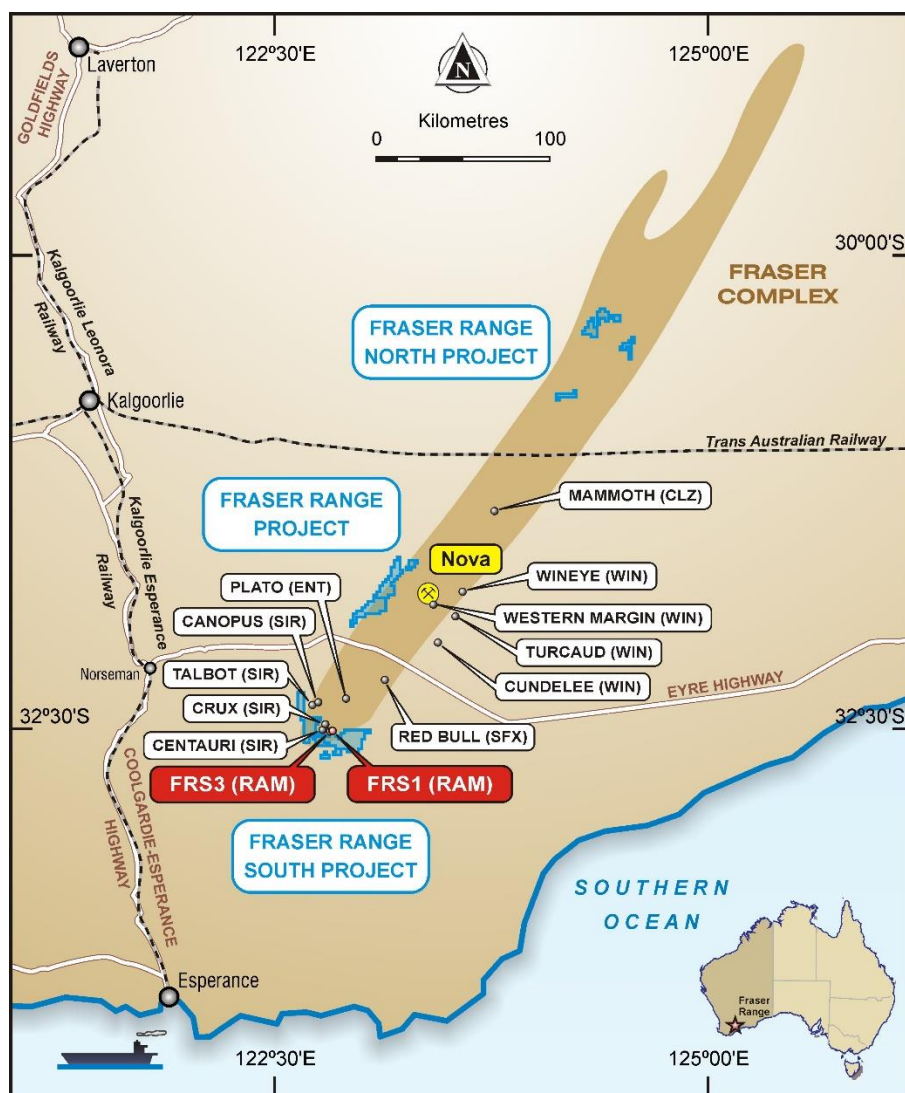 122º30'E
125º00'E
Laverton
GOLDFIELDS
HIGHWAY
N
Kilometres
0
100
30º00'S
FRASER
COMPLEX
Kalgoorlie Leonora
Railway
FRASER RANGE
NORTH PROJECT
Kalgoorlie
Trans Australian Railway
FRASER RANGE
PROJECT
MAMMOTH (CLZ)
Kalgoorlie Esperance
Railway
Nova
PLATO (ENT)
WINEYE (WIN)
CANOPUS (SIR)
WESTERN MARGIN (WIN)
TURCAUD (WIN)
Norseman
TALBOT (SIR)
CUNDELEE (WIN)
EYRE HIGHWAY
32º30'S
CRUX (SIR)
32º30'S
CENTAURI (SIR)
RED BULL (SFX)
FRS3 (RAM)
FRS1 (RAM)
COOLGARDIE-ESPERANCE
HIGHWAY
FRASER RANGE
SOUTH PROJECT
SOUTHERN
OCEAN
Esperance
Fraser
Range
122º30'E
125º00'E